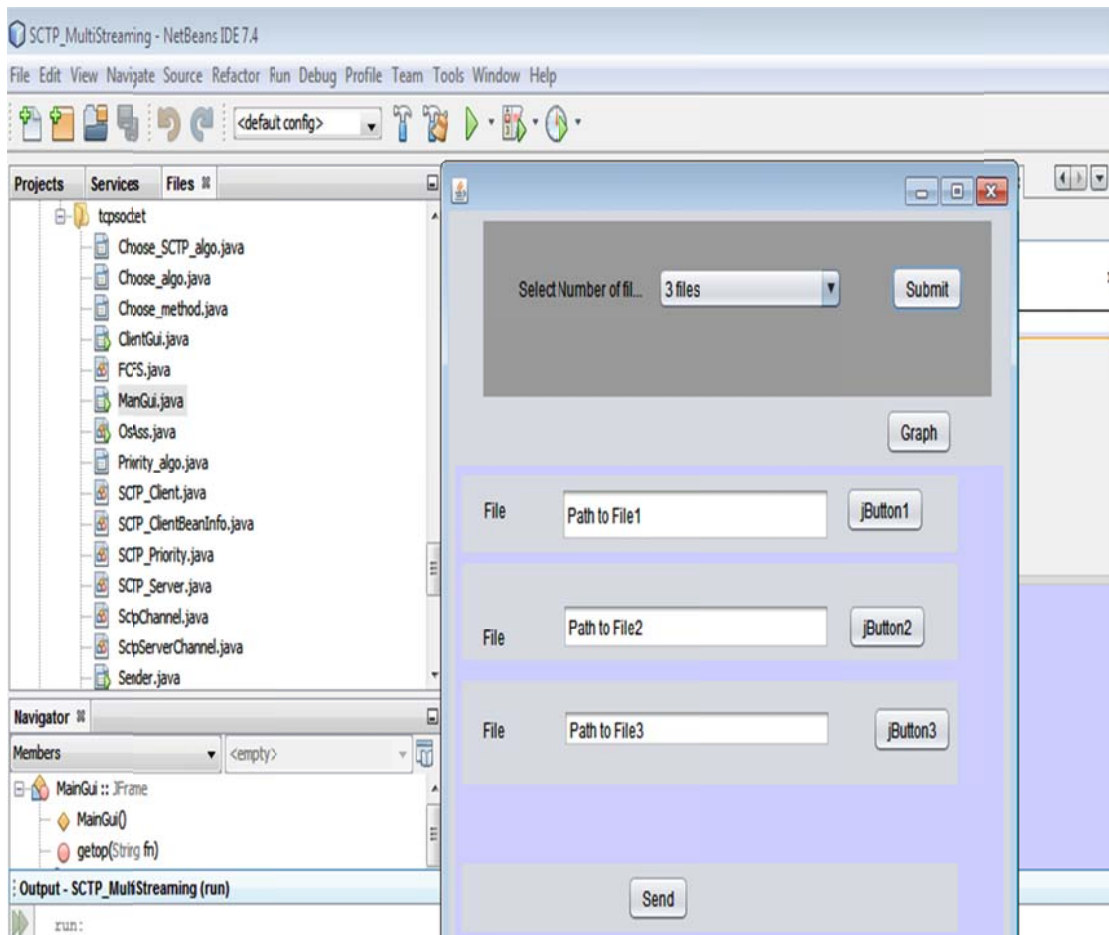 SCTP_MultiStreaming - NetBeans IDE 7.4
File Edit View Navigate Source Refactor Run Debug Profile Team Tools Window Help
<default config>
Projects Services Files
tcpsocket
Choose_SCTP_algo.java
Choose_algo.java
Choose_method.java
ClientGui.java
FCFS.java
MainGui.java
OsAss.java
Priority_algo.java
SCTP_Client.java
SCTP_ClientBeanInfo.java
SCTP_Priority.java
SCTP_Server.java
SctpChannel.java
SctpServerChannel.java
Sender.java
Navigator
Members <empty>
MainGui :: JFrame
MainGui()
getop(String fn)
Output - SCTP_MultiStreaming (run)
run:
Select Number of fil... 3 files Submit
Graph
File Path to File1 jButton1
File Path to File2 jButton2
File Path to File3 jButton3
Send